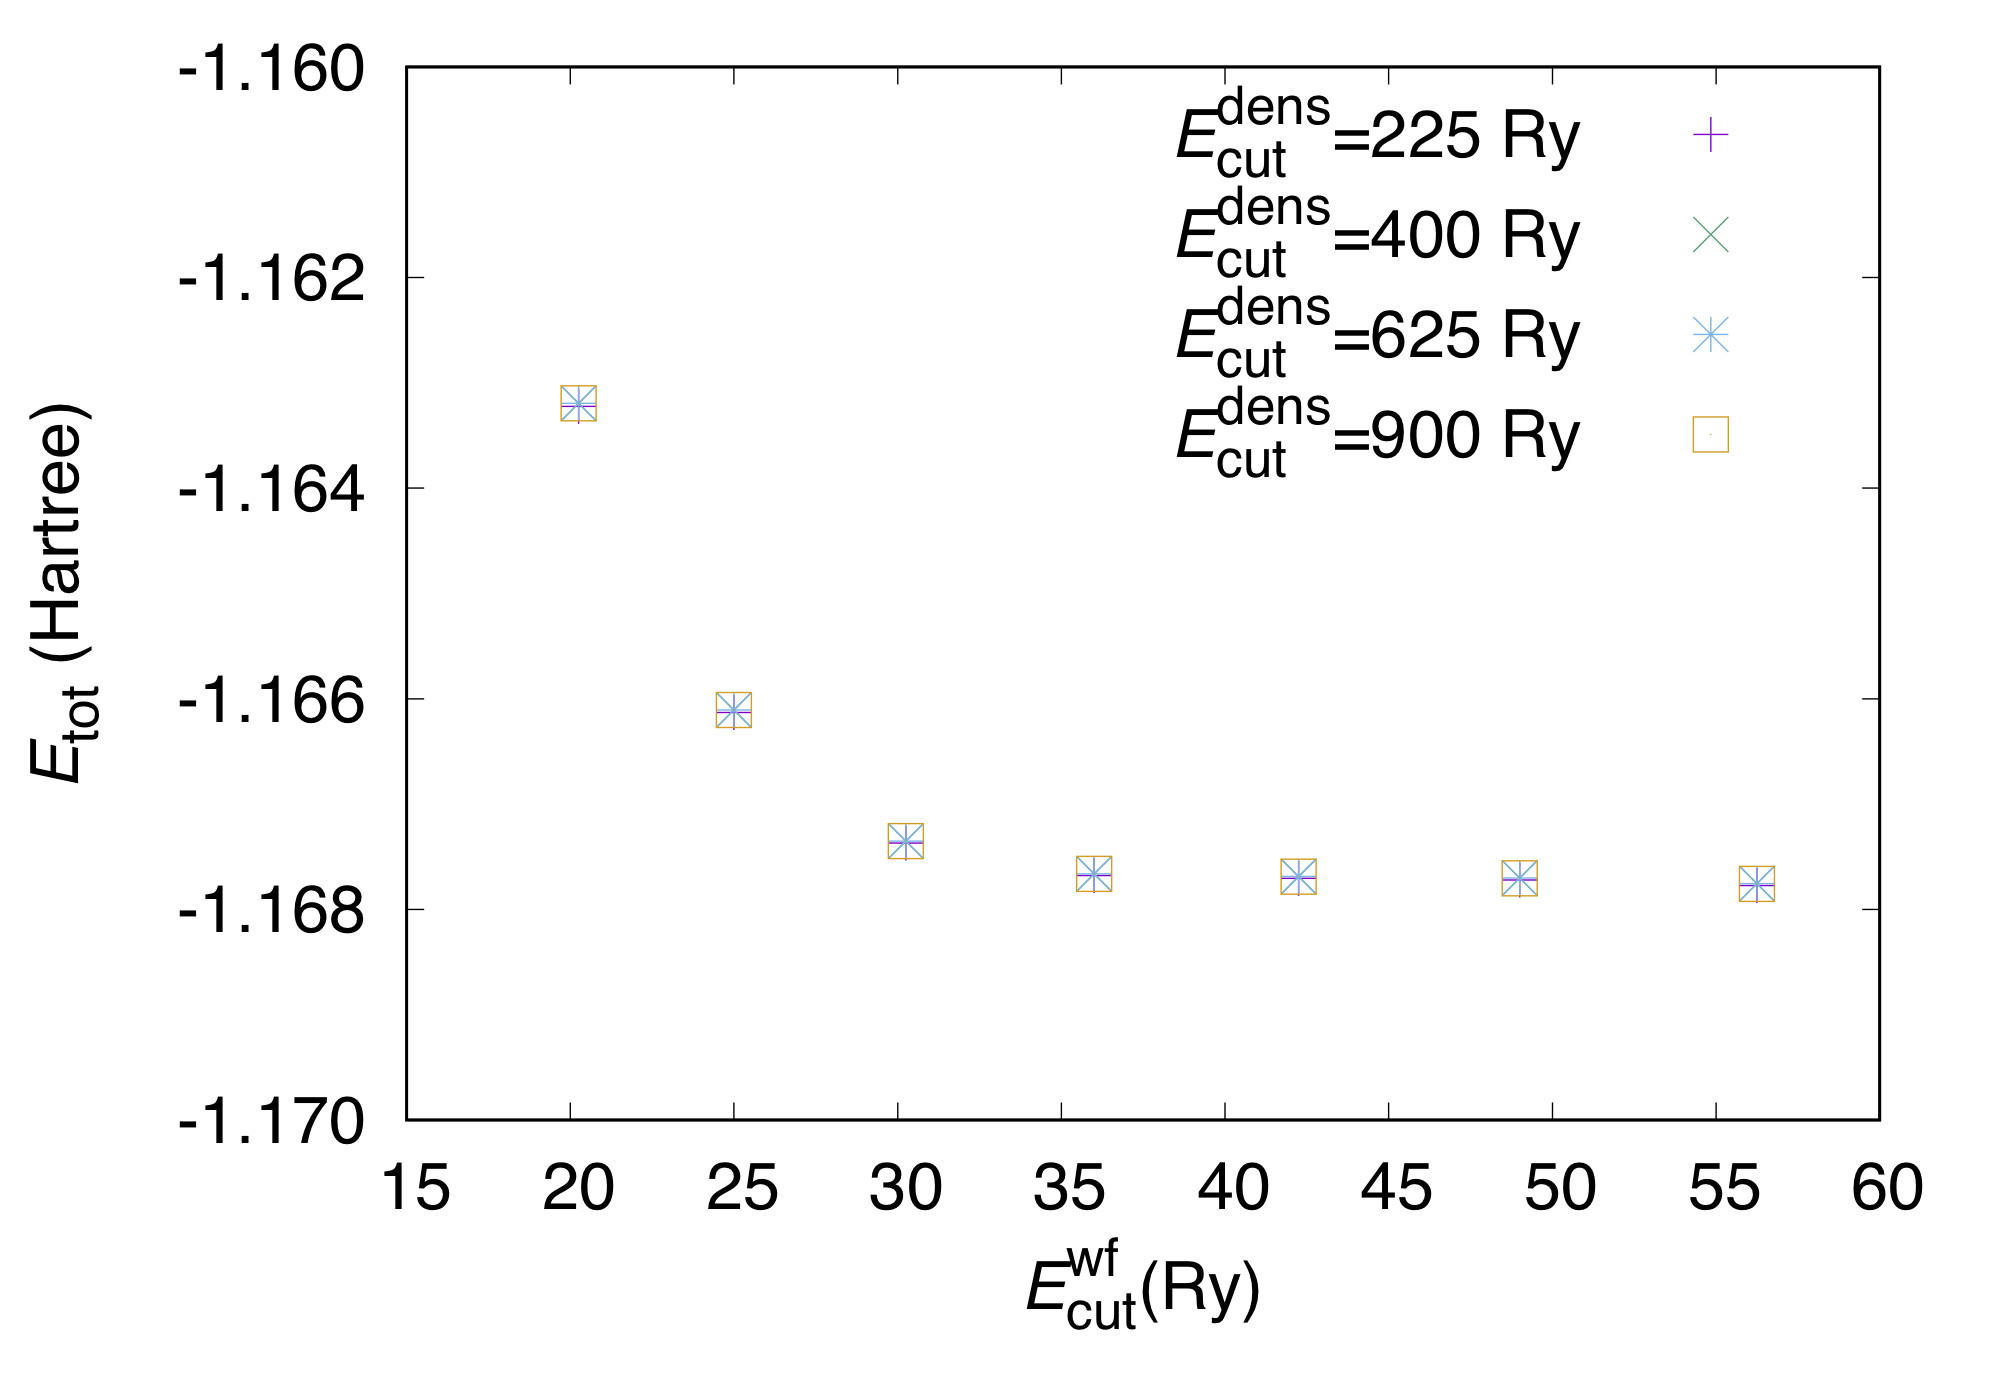 -1.160
-1.162
-1.164
-1.166
-1.168
-1.170
E_tot (Hartree)
E_cut^dens=225 Ry
E_cut^dens=400 Ry
E_cut^dens=625 Ry
E_cut^dens=900 Ry
15 20 25 30 35 40 45 50 55 60
E_cut^wf(Ry)